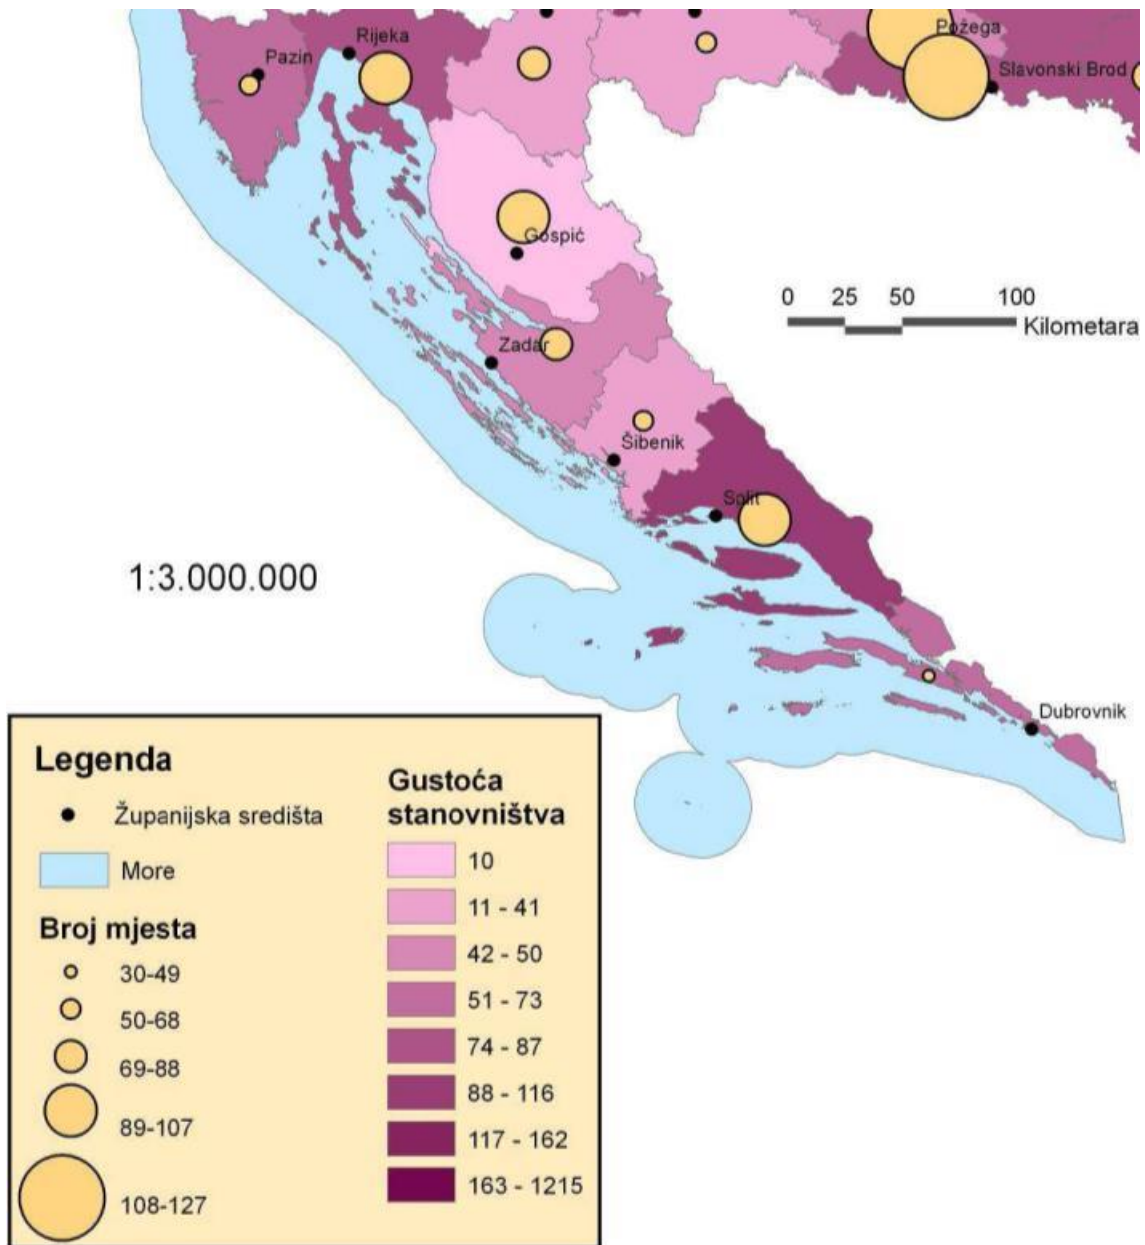 Rijeka
Požega
Pazin
Slavonski Brod
Gospić
0 25 50 100
Kilometara
Zadar
Šibenik
Split
1:3.000.000
Dubrovnik
Legenda
Županijska središta
More
Broj mjesta
30-49
50-68
69-88
89-107
108-127
Gustoća
stanovništva
10
11 - 41
42 - 50
51 - 73
74 - 87
88 - 116
117 - 162
163 - 1215